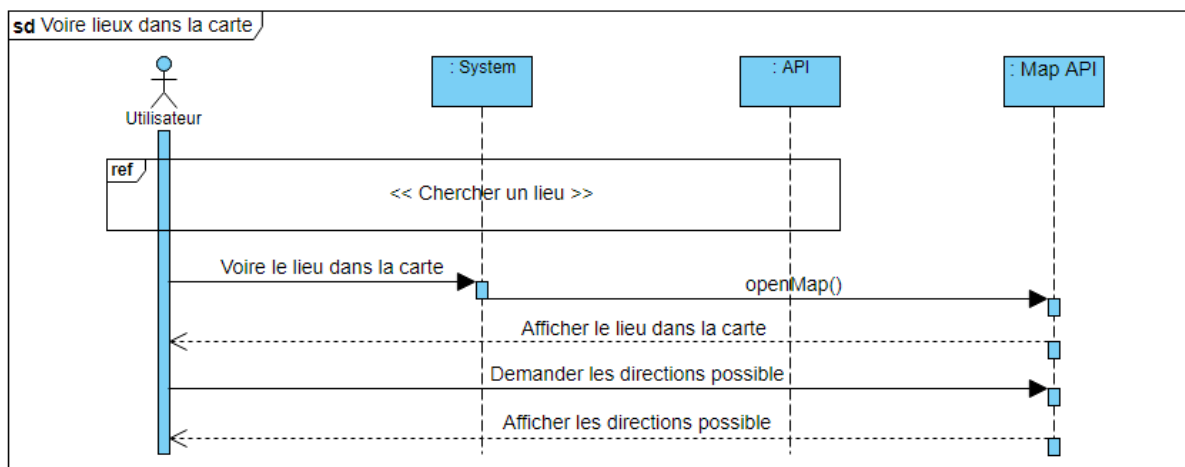 sd Voire lieux dans la carte
: System
: API
: Map API
Utilisateur
ref
<< Chercher un lieu >>
Voire le lieu dans la carte
openMap()
Afficher le lieu dans la carte
Demander les directions possible
Afficher les directions possible